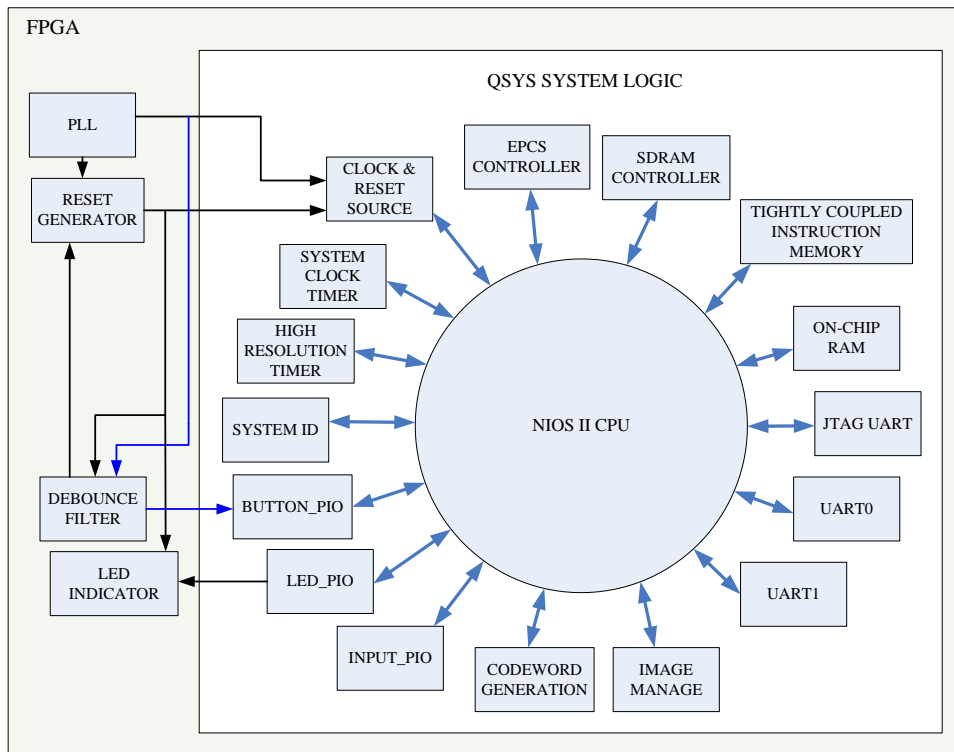 FPGA
QSYS SYSTEM LOGIC
PLL
RESET
GENERATOR
DEBOUNCE
FILTER
LED
INDICATOR
CLOCK &
RESET
SOURCE
EPCS
CONTROLLER
SDRAM
CONTROLLER
TIGHTLY COUPLED
INSTRUCTION
MEMORY
SYSTEM
CLOCK
TIMER
HIGH
RESOLUTION
TIMER
ON-CHIP
RAM
SYSTEM ID
NIOS II CPU
JTAG UART
BUTTON_PIO
UART0
LED_PIO
UART1
INPUT_PIO
CODEWORD
GENERATION
IMAGE
MANAGE